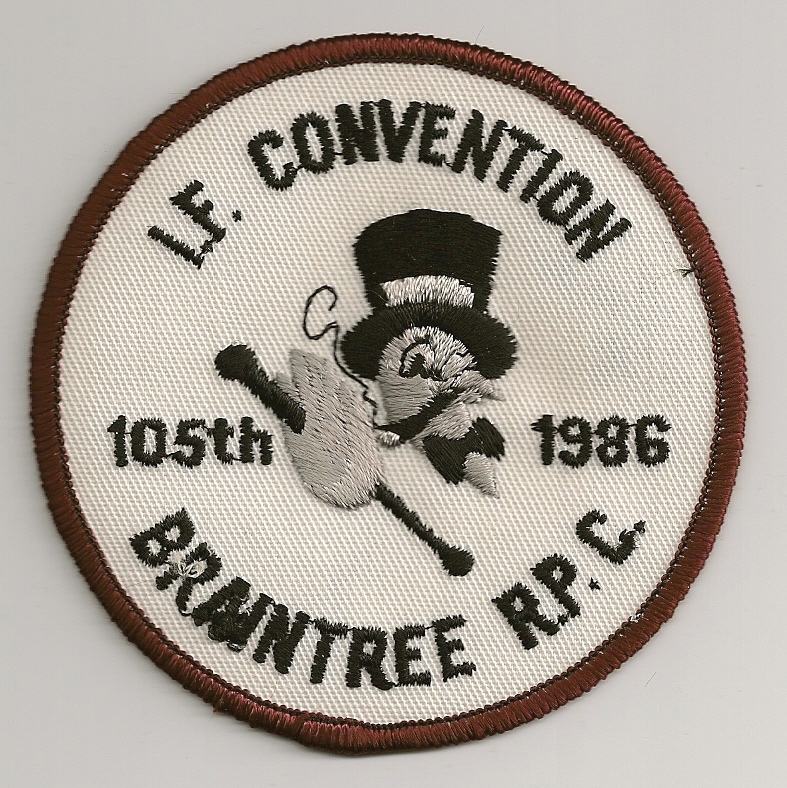 I.F. CONVENTION
105th 1986
BRAINTREE R.P.C.